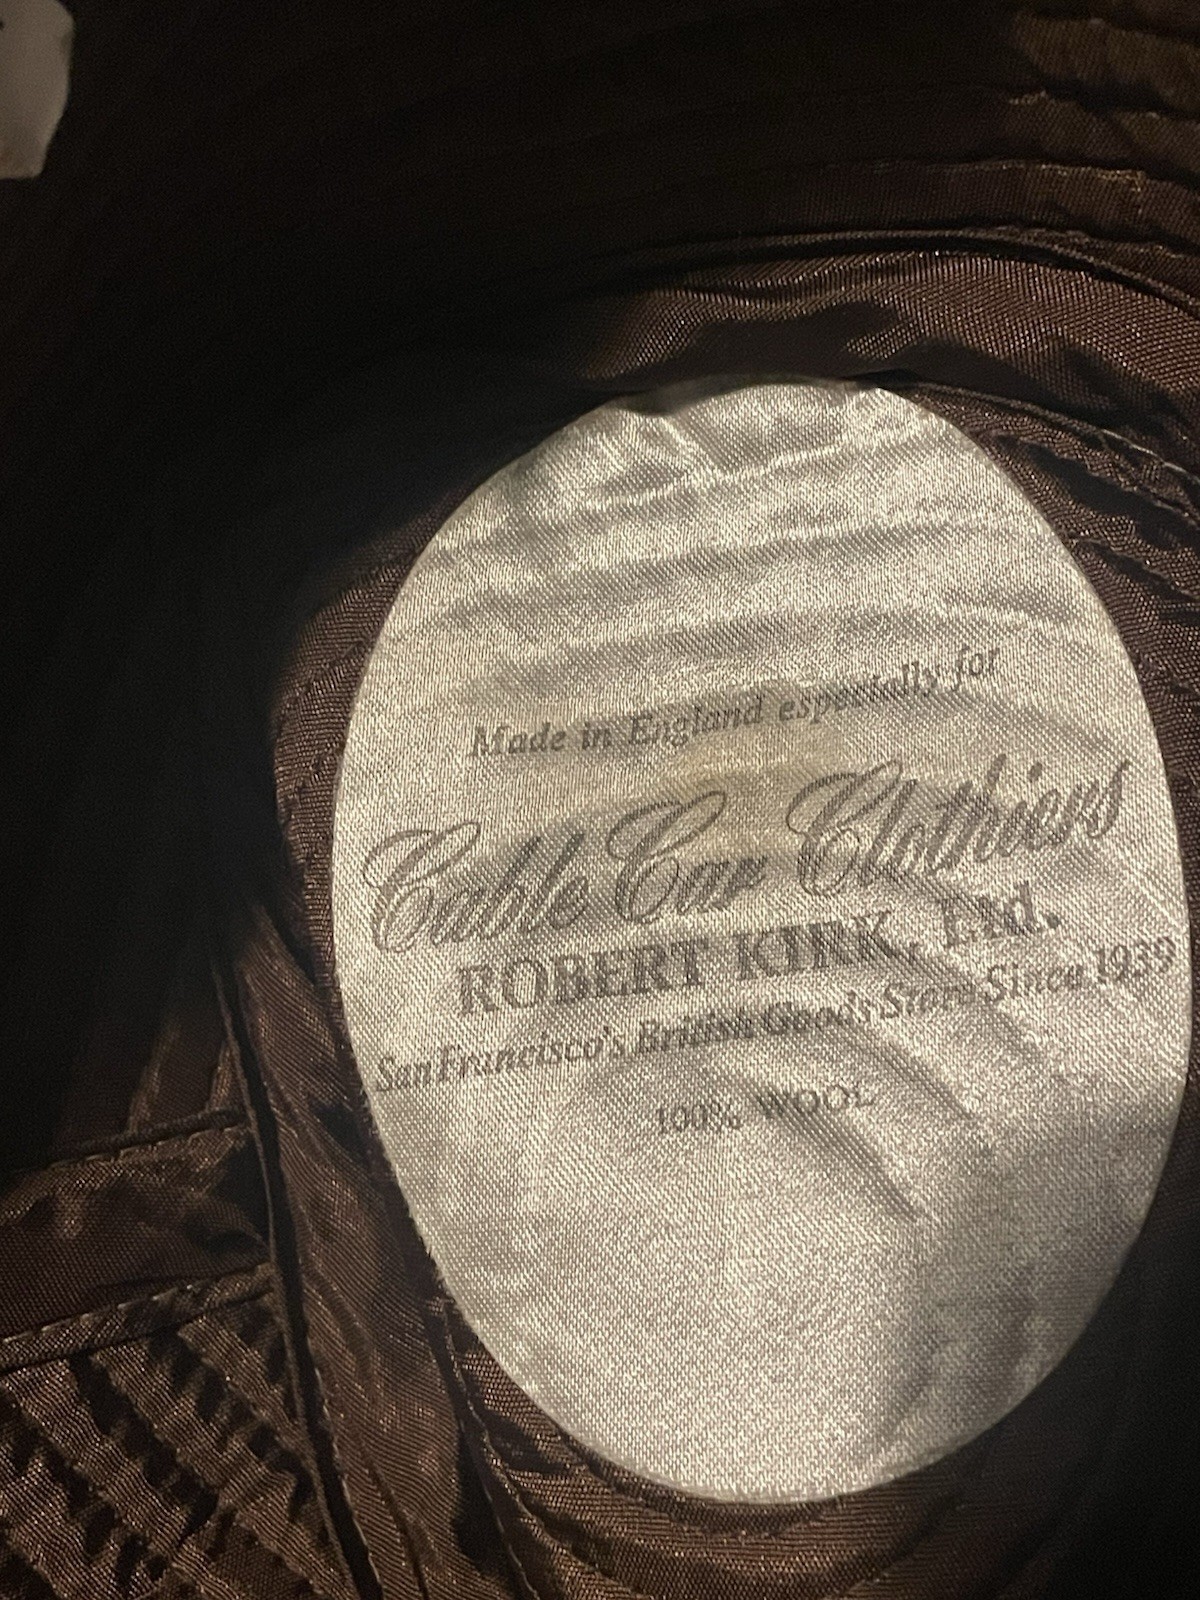 Made in England especially for
Cable Car Clothiers
ROBERT KIRK, Ltd.
San Francisco's British Goods Store Since 1939
100% WOOL